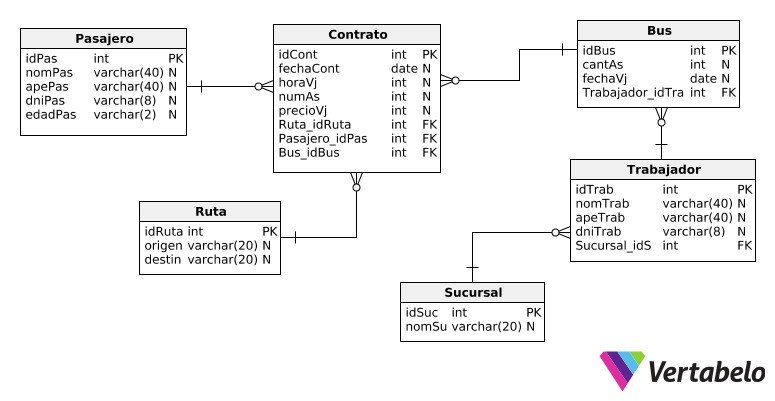 Pasajero
idPas int PK
nomPas varchar(40) N
apePas varchar(40) N
dniPas varchar(8) N
edadPas varchar(2) N
Contrato
idCont int PK
fechaCont date N
horaVj int N
numAs int N
precioVj int N
Ruta_idRuta int FK
Pasajero_idPas int FK
Bus_idBus int FK
Bus
idBus int PK
cantAs int N
fechaVj date N
Trabajador_idTra int FK
Trabajador
idTrab int PK
nomTrab varchar(40) N
apeTrab varchar(40) N
dniTrab varchar(8) N
Sucursal_idS int FK
Ruta
idRuta int PK
origen varchar(20) N
destin varchar(20) N
Sucursal
idSuc int PK
nomSu varchar(20) N
Vertabelo